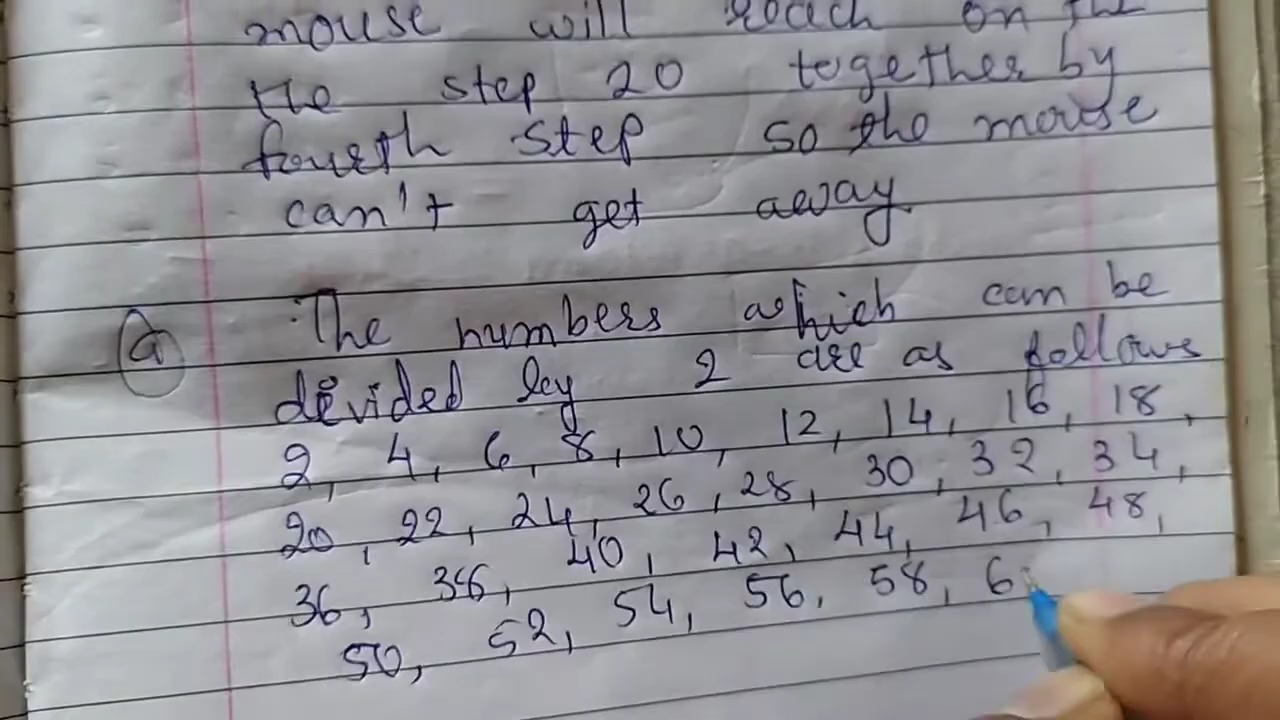 mouse will reach on the
the step 20 together by
fourth step so the mouse
can't get away
a The numbers which can be
devided by 2 are as follows
2, 4, 6, 8, 10, 12, 14, 16, 18,
20, 22, 24, 26, 28, 30, 32, 34,
36, 38, 40, 42, 44, 46, 48,
50, 52, 54, 56, 58, 6